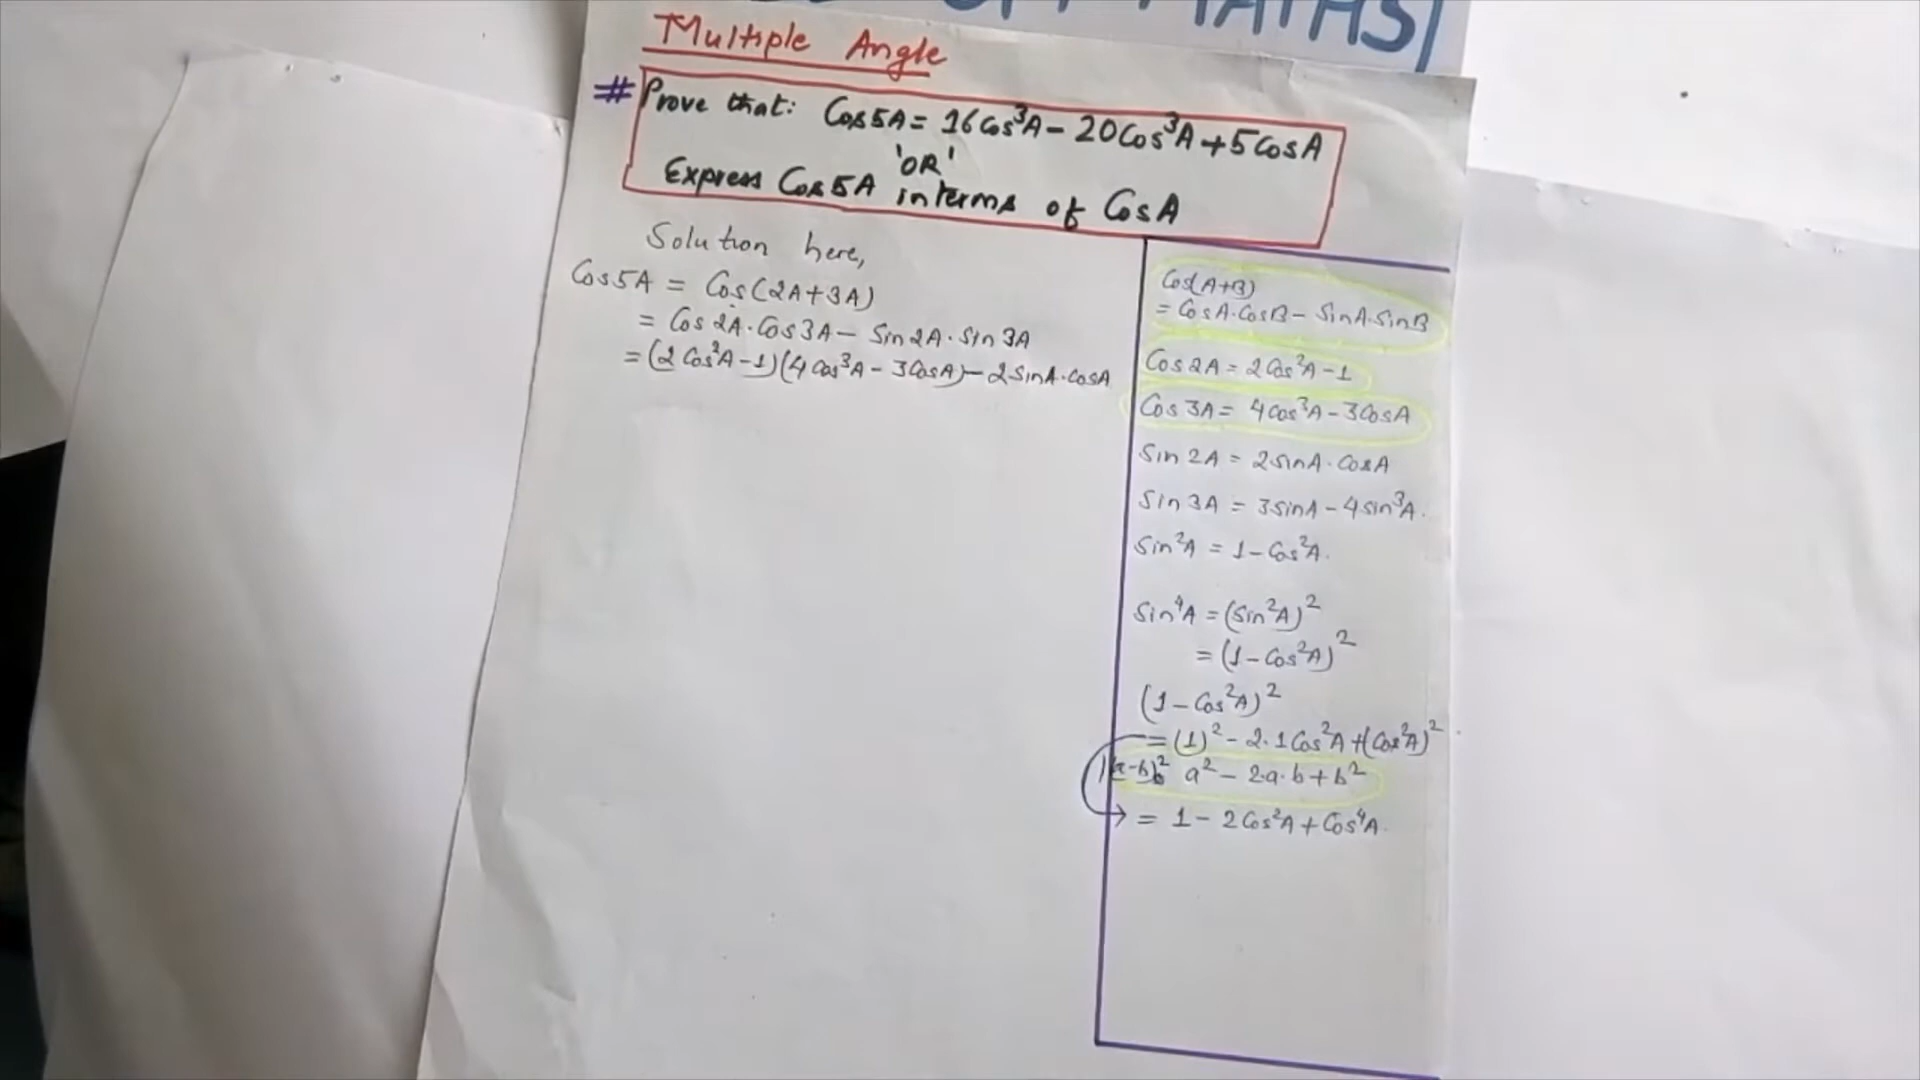 MATHS
Multiple Angle
# Prove that: Cos5A = 16Cos³A - 20Cos³A + 5CosA
'OR'
Express Cos5A interms of CosA
Solution here,
Cos5A = Cos(2A+3A)
= Cos2A·Cos3A - Sin2A·Sin3A
= (2Cos²A-1)(4Cos³A-3CosA) - 2SinA·CosA
Cos(A+B)
= CosA·CosB - SinA·SinB
Cos2A = 2Cos²A-1
Cos3A = 4Cos³A-3CosA
Sin2A = 2SinA·CosA
Sin3A = 3SinA-4Sin³A.
Sin²A = 1-Cos²A.
Sin⁴A = (Sin²A)²
= (1-Cos²A)²
(1-Cos²A)²
= (1)² - 2·1Cos²A + (Cos²A)²
(a-b)² a² - 2a·b + b²
→ = 1 - 2Cos²A + Cos⁴A.